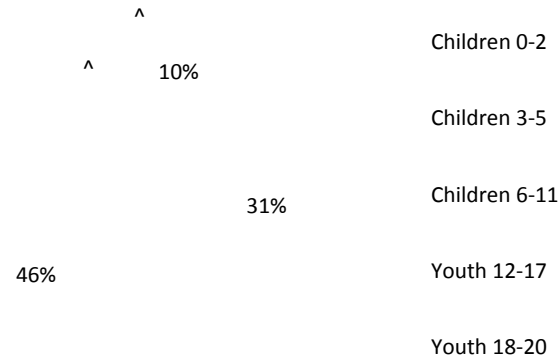 ^
Children 0-2
^
10%
Children 3-5
Children 6-11
31%
46%
Youth 12-17
Youth 18-20